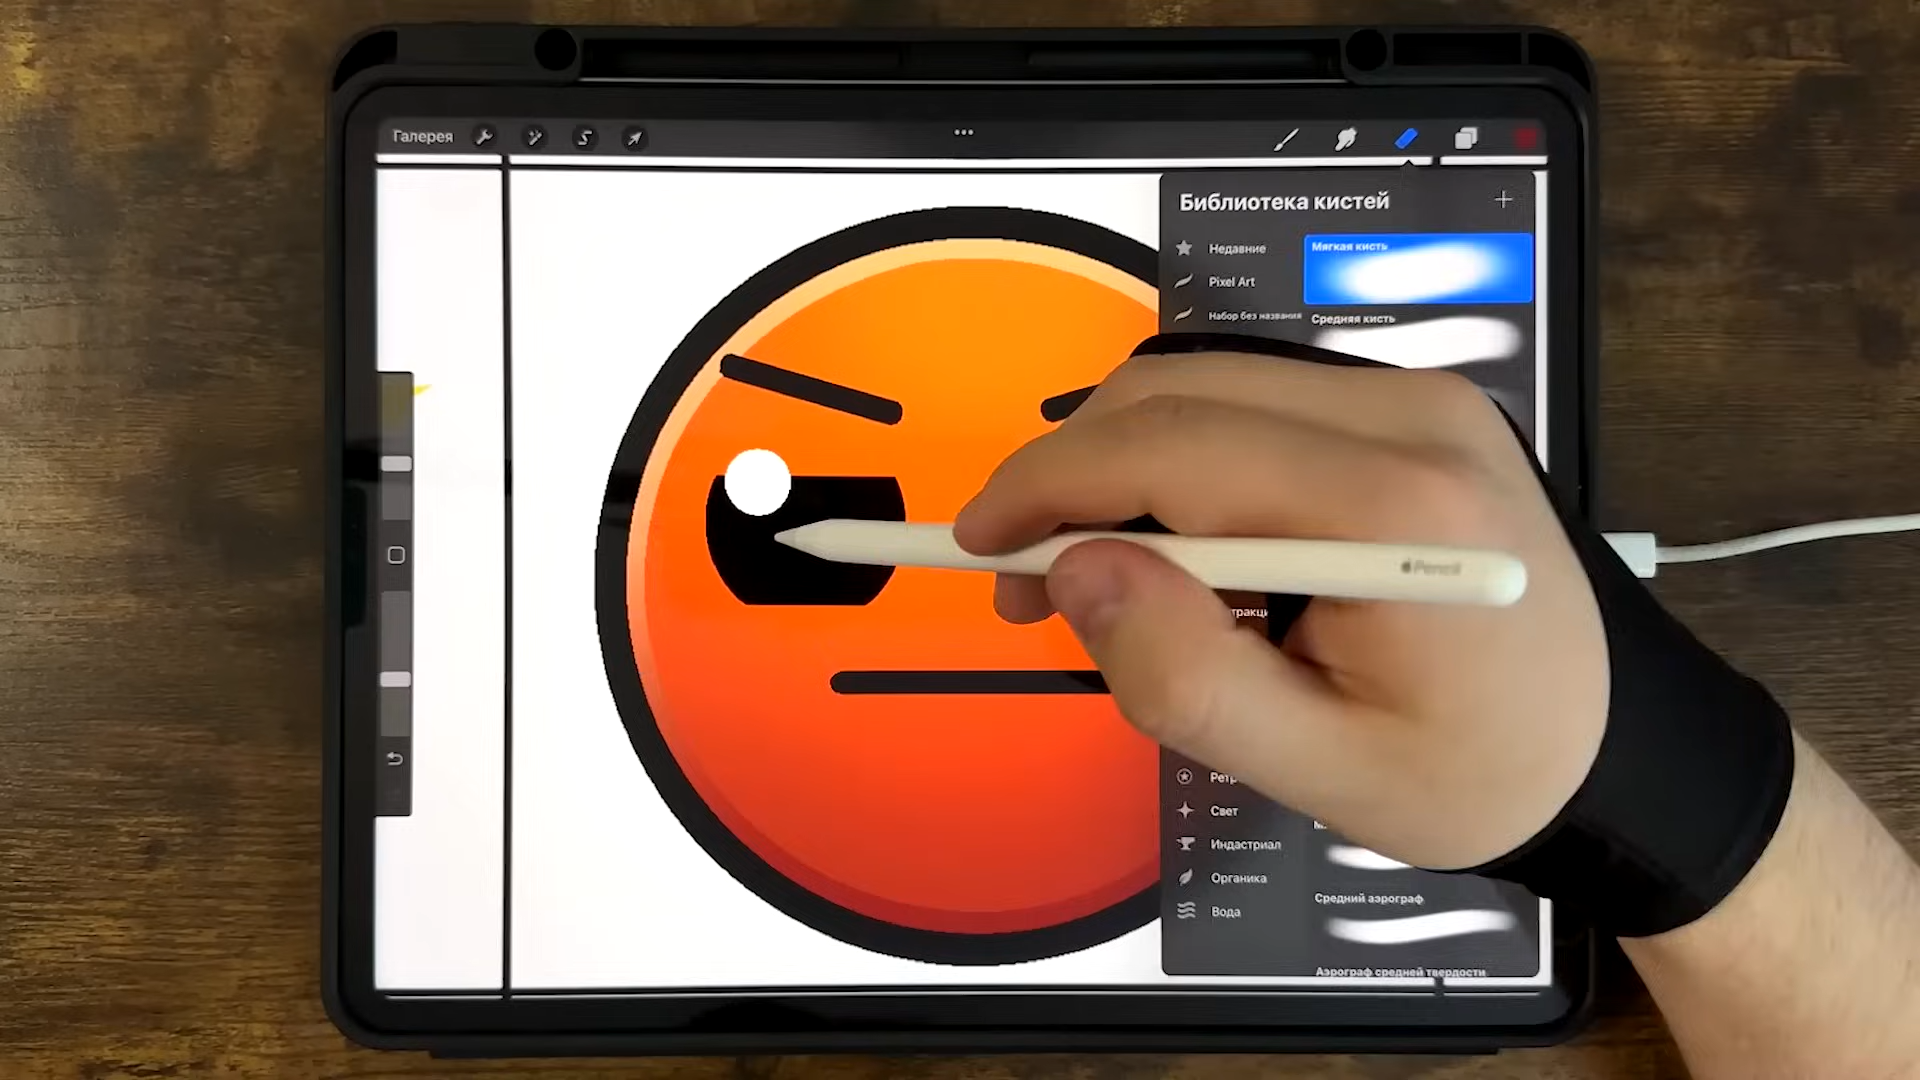 Галерея
Библиотека кистей
Недавние
Мягкая кисть
Pixel Art
Набор без названия
Средняя кисть
Pencil
Свет
Индастриал
Органика
Средний аэрограф
Вода
Аэрограф средней твердости